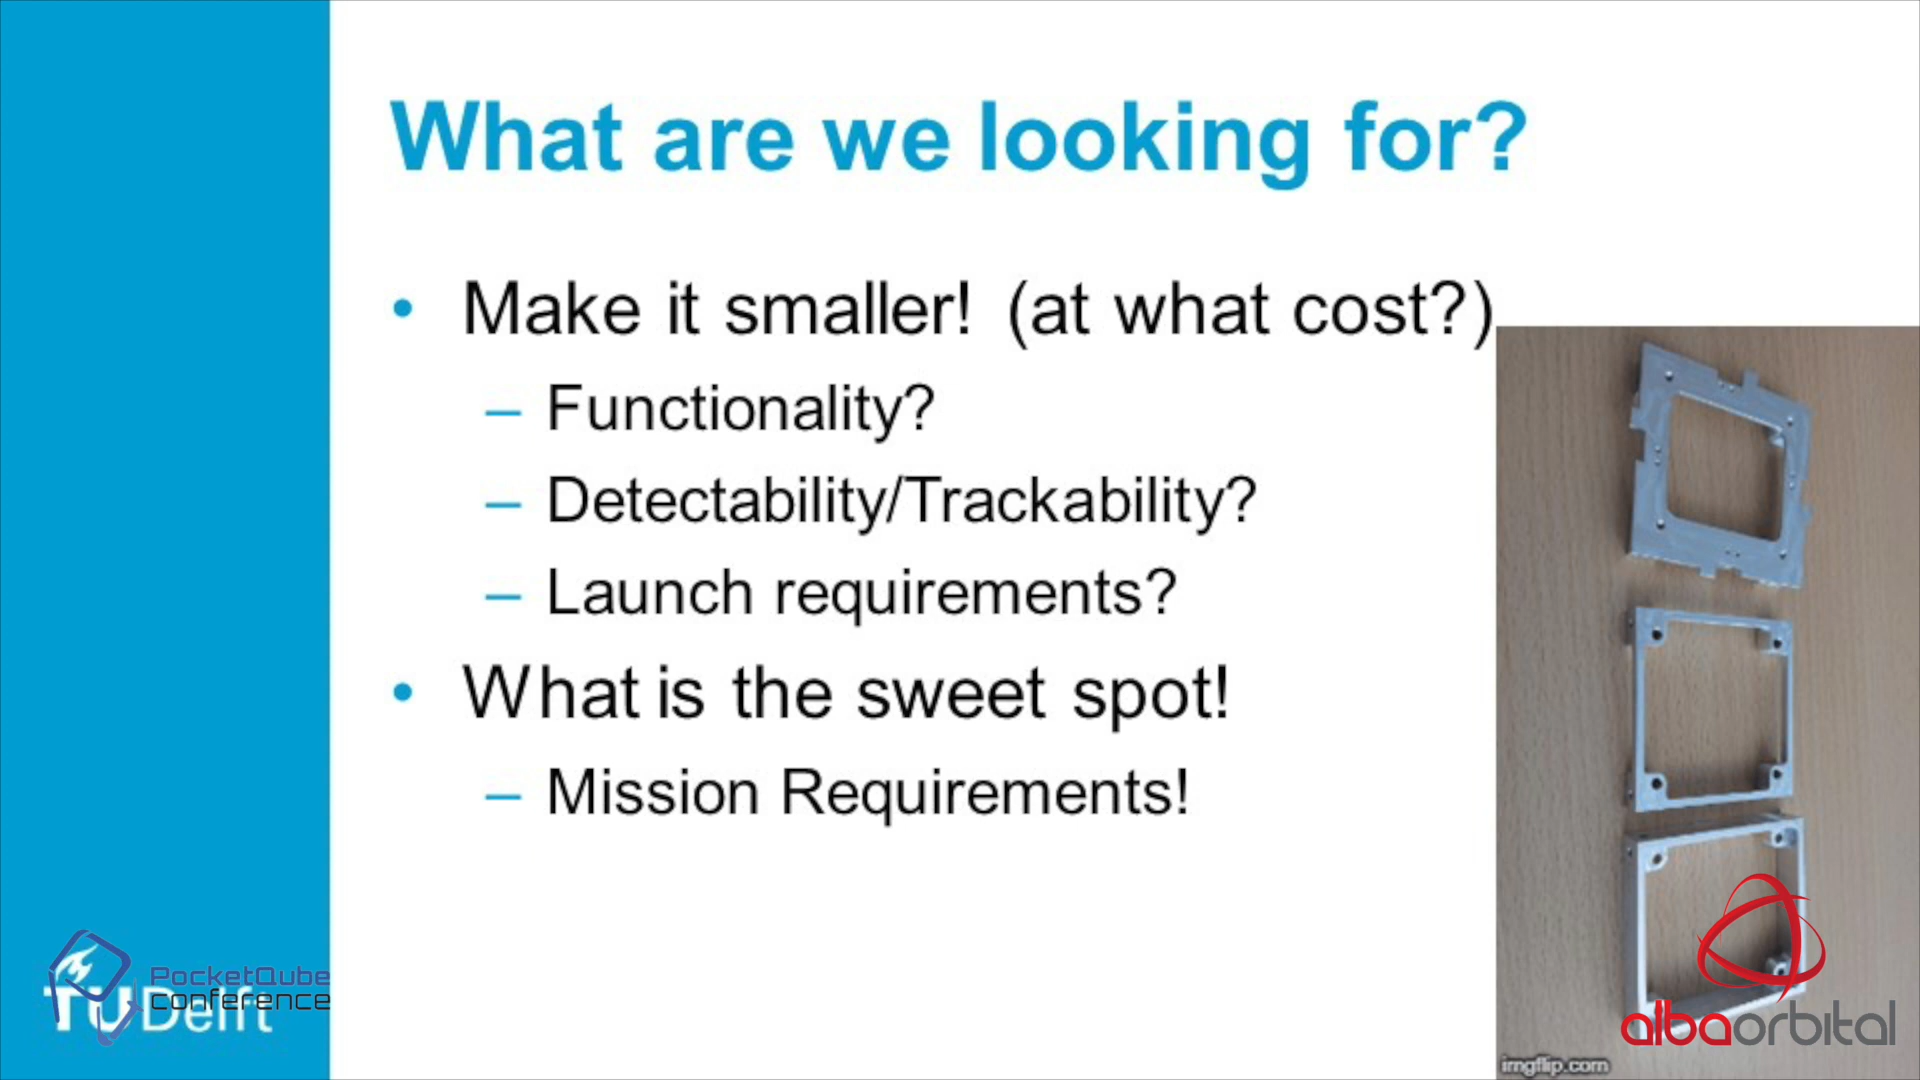 What are we looking for?
• Make it smaller! (at what cost?)
– Functionality?
– Detectability/Trackability?
– Launch requirements?
• What is the sweet spot!
– Mission Requirements!
PocketQube
conference
TU Delft
albaorbital
imgflip.com